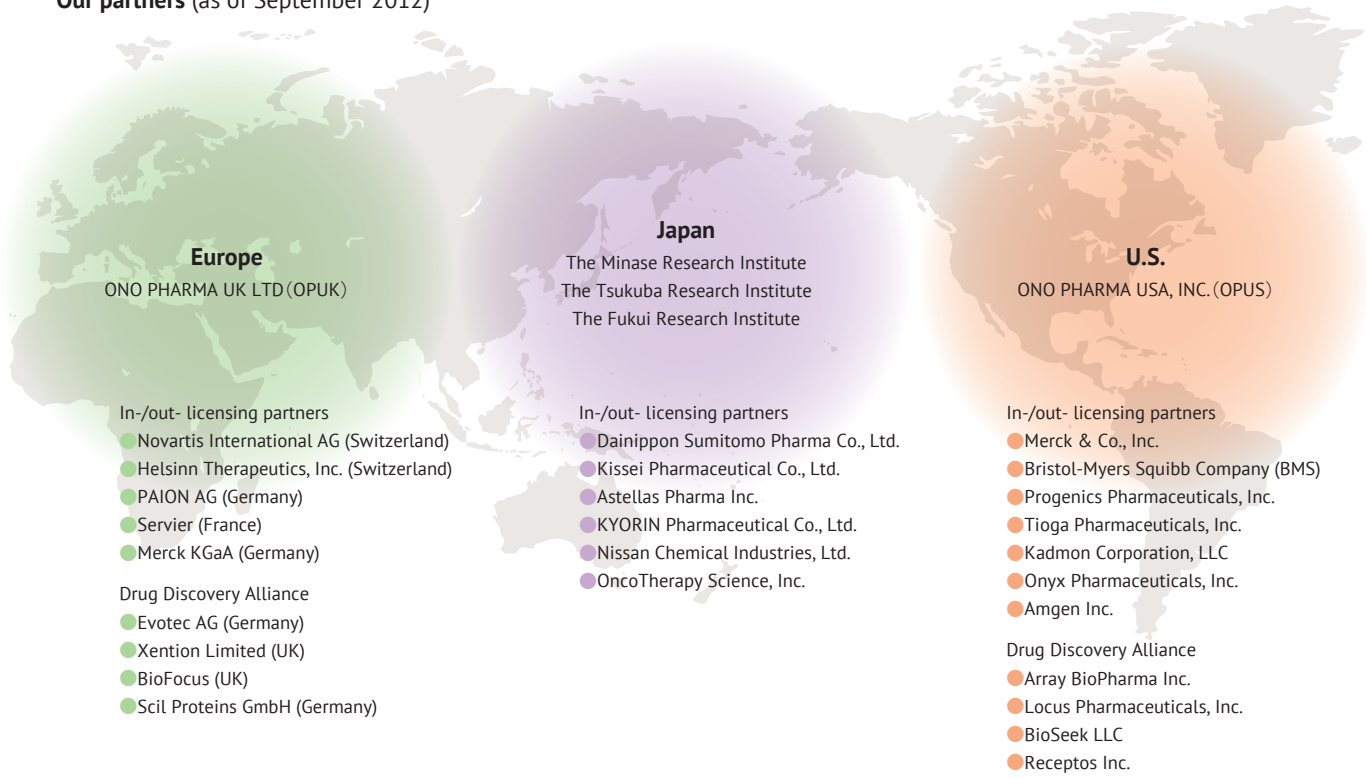 Our partners (as of September 2012)
Europe
ONO PHARMA UK LTD(OPUK)
In-/out- licensing partners
Novartis International AG (Switzerland)
Helsinn Therapeutics, Inc. (Switzerland)
PAION AG (Germany)
Servier (France)
Merck KGaA (Germany)
Drug Discovery Alliance
Evotec AG (Germany)
Xention Limited (UK)
BioFocus (UK)
Scil Proteins GmbH (Germany)
Japan
The Minase Research Institute
The Tsukuba Research Institute
The Fukui Research Institute
In-/out- licensing partners
Dainippon Sumitomo Pharma Co., Ltd.
Kissei Pharmaceutical Co., Ltd.
Astellas Pharma Inc.
KYORIN Pharmaceutical Co., Ltd.
Nissan Chemical Industries, Ltd.
OncoTherapy Science, Inc.
U.S.
ONO PHARMA USA, INC.(OPUS)
In-/out- licensing partners
Merck & Co., Inc.
Bristol-Myers Squibb Company (BMS)
Progenics Pharmaceuticals, Inc.
Tioga Pharmaceuticals, Inc.
Kadmon Corporation, LLC
Onyx Pharmaceuticals, Inc.
Amgen Inc.
Drug Discovery Alliance
Array BioPharma Inc.
Locus Pharmaceuticals, Inc.
BioSeek LLC
Receptos Inc.